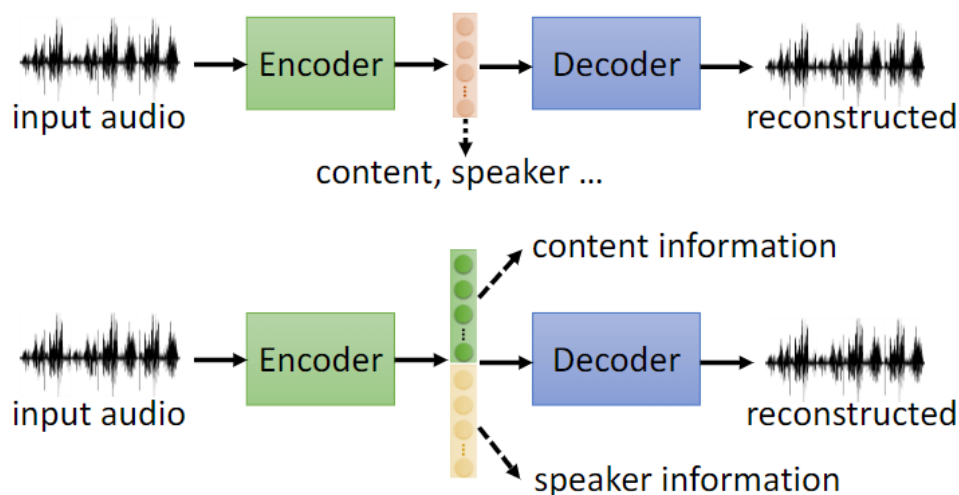 Encoder
Decoder
input audio
reconstructed
content, speaker ...
content information
Encoder
Decoder
input audio
reconstructed
speaker information